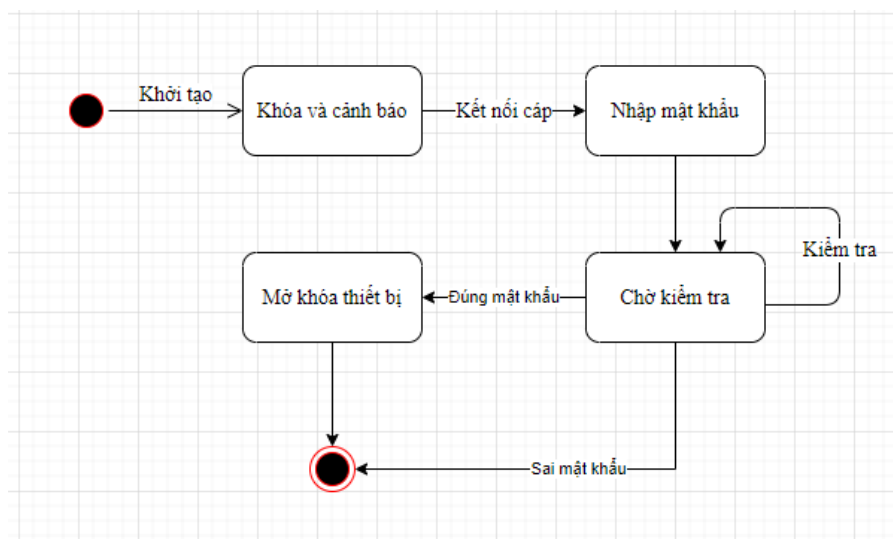 Khởi tạo
Khóa và cảnh báo
Kết nối cáp
Nhập mật khẩu
Kiểm tra
Mở khóa thiết bị
Đúng mật khẩu
Chờ kiểm tra
Sai mật khẩu